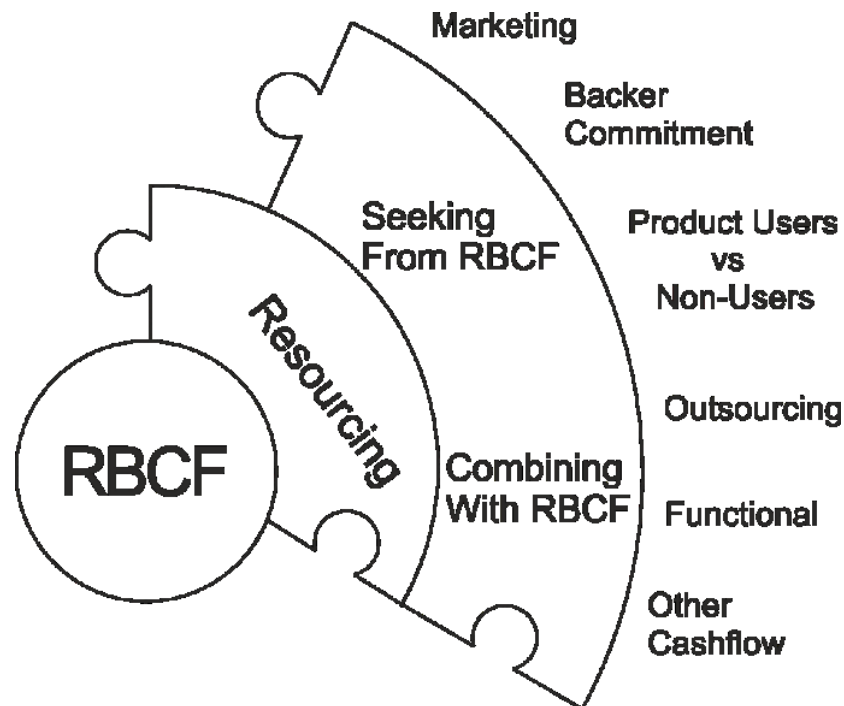 Marketing
Backer
Commitment
Seeking
From RBCF
Product Users
vs
Non-Users
Resourcing
RBCF
Outsourcing
Combining
With RBCF
Functional
Other
Cashflow